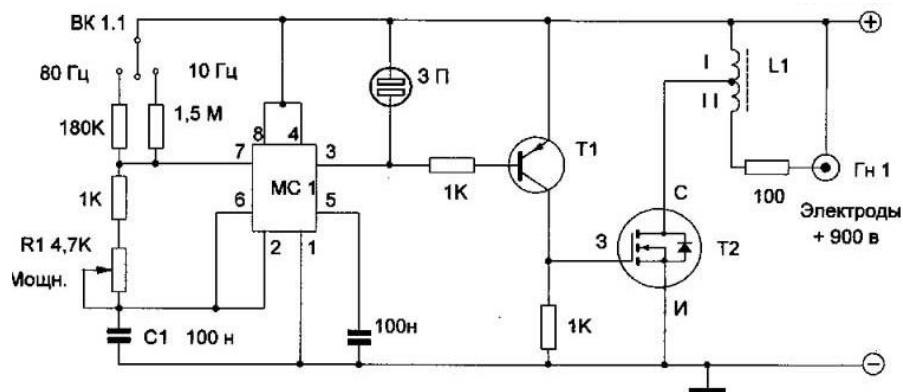 ВК 1.1
+
80 Гц
10 Гц
180К
1,5 М
З П
I
I I
L1
8 4
7
3
МС 1
6
5
2
1
1К
1К
Т1
100
Гн 1
Электроды
+ 900 в
С
З
Т2
И
R1 4,7К
Мощн.
С1 100 н
100н
1К
−